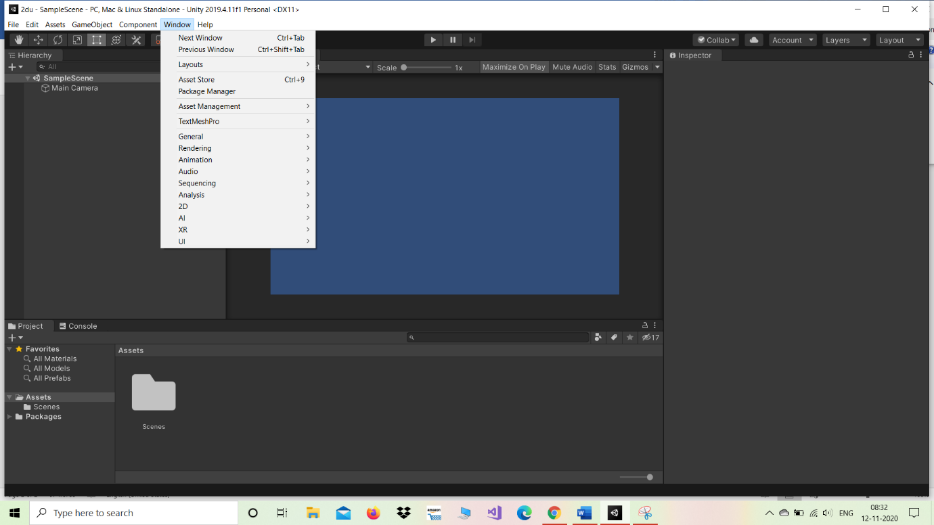 2du - SampleScene - PC, Mac & Linux Standalone - Unity 2019.4.11f1 Personal <DX11>
File Edit Assets GameObject Component Window Help
Collab Account Layers Layout
Next Window Ctrl+Tab
Previous Window Ctrl+Shift+Tab
Layouts
Asset Store Ctrl+9
Package Manager
Asset Management
TextMeshPro
General
Rendering
Animation
Audio
Sequencing
Analysis
2D
AI
XR
UI
Hierarchy
All
SampleScene
Main Camera
Scale 1x Maximize On Play Mute Audio Stats Gizmos
Inspector
Project Console
17
Favorites
All Materials
All Models
All Prefabs
Assets
Scenes
Packages
Assets
Scenes
Type here to search
ENG
08:32
12-11-2020